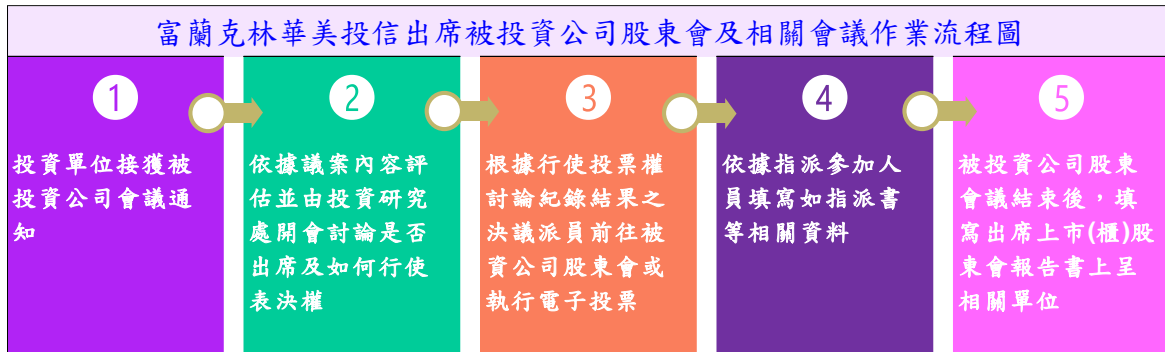 富蘭克林華美投信出席被投資公司股東會及相關會議作業流程圖
1
投資單位接獲被
投資公司會議通
知
2
依據議案內容評
估並由投資研究
處開會討論是否
出席及如何行使
表決權
3
根據行使投票權
討論紀錄結果之
決議派員前往被
資公司股東會或
執行電子投票
4
依據指派參加人
員填寫如指派書
等相關資料
5
被投資公司股東
會議結束後，填
寫出席上市(櫃)股
東會報告書上呈
相關單位